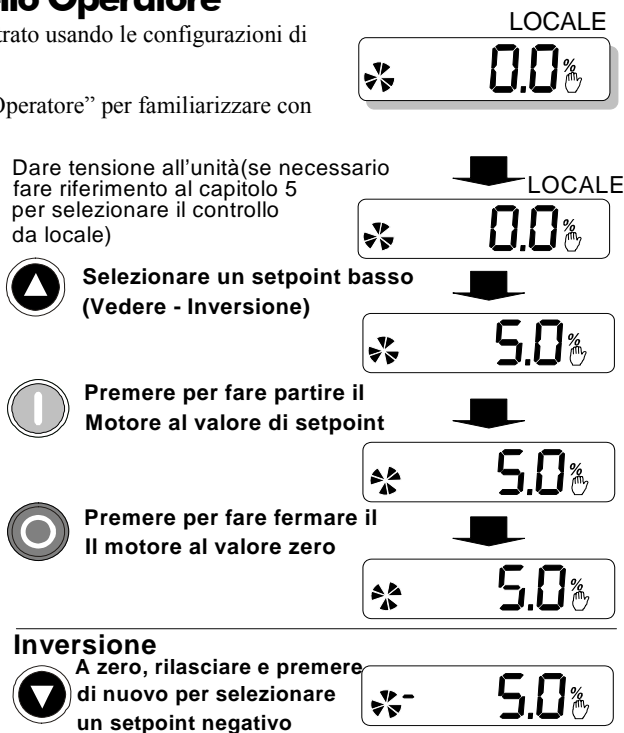 llo Operatore
trato usando le configurazioni di
LOCALE
0.0%
Operatore” per familiarizzare con
Dare tensione all'unità(se necessario
fare riferimento al capitolo 5
per selezionare il controllo
da locale)
LOCALE
0.0%
Selezionare un setpoint basso
(Vedere - Inversione)
5.0%
Premere per fare partire il
Motore al valore di setpoint
5.0%
Premere per fare fermare il
Il motore al valore zero
5.0%
Inversione
A zero, rilasciare e premere
di nuovo per selezionare
un setpoint negativo
- 5.0%